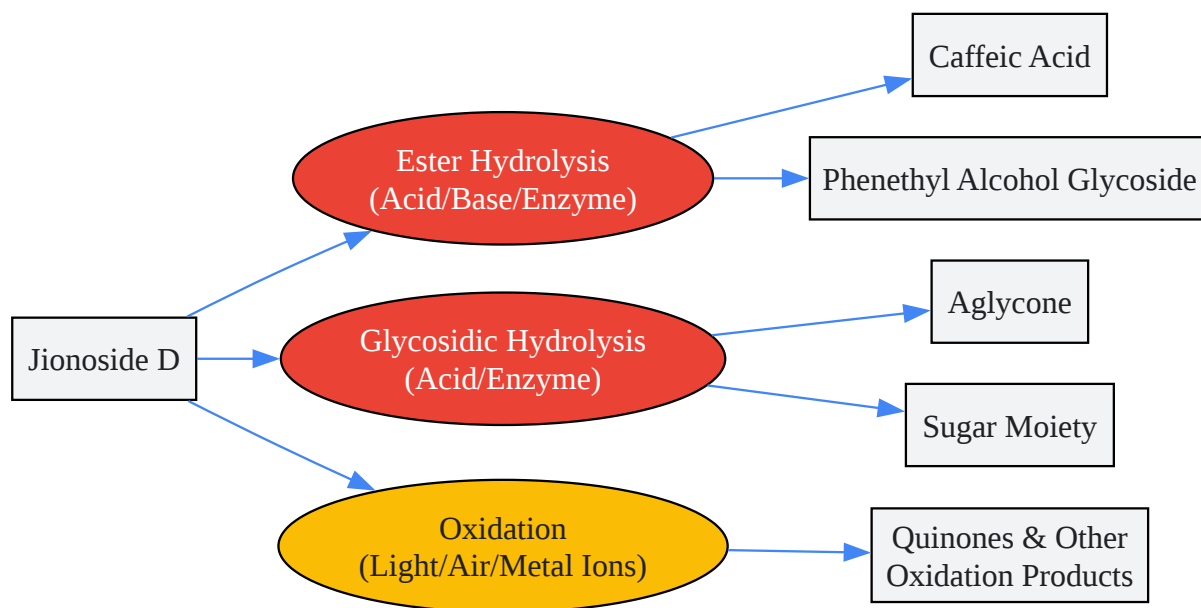 Jionoside D
Ester Hydrolysis
(Acid/Base/Enzyme)
Caffeic Acid
Phenethyl Alcohol Glycoside
Glycosidic Hydrolysis
(Acid/Enzyme)
Aglycone
Sugar Moiety
Oxidation
(Light/Air/Metal Ions)
Quinones & Other
Oxidation Products